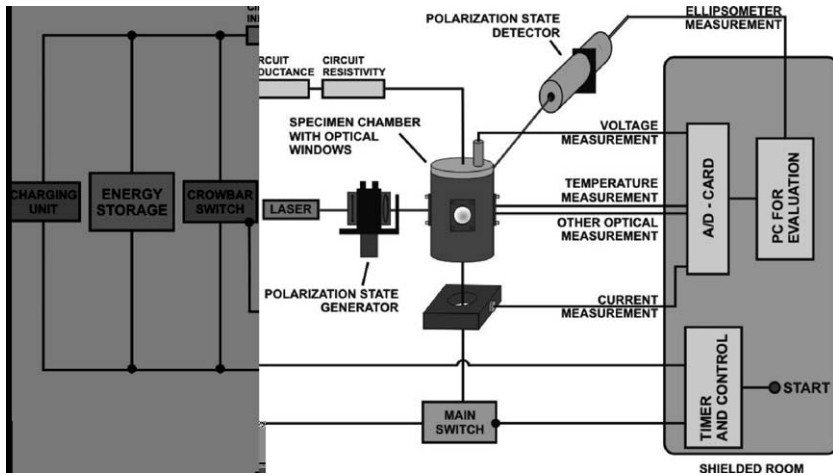 ELLIPSOMETER
MEASUREMENT
POLARIZATION STATE
DETECTOR
CIRCUIT
RESISTIVITY
SPECIMEN CHAMBER
WITH OPTICAL
WINDOWS
VOLTAGE
MEASUREMENT
CHARGING
UNIT
ENERGY
STORAGE
CROWBAR
SWITCH
LASER
TEMPERATURE
MEASUREMENT
OTHER OPTICAL
MEASUREMENT
A/D - CARD
PC FOR
EVALUATION
POLARIZATION STATE
GENERATOR
CURRENT
MEASUREMENT
MAIN
SWITCH
TIMER
AND CONTROL
START
SHIELDED ROOM